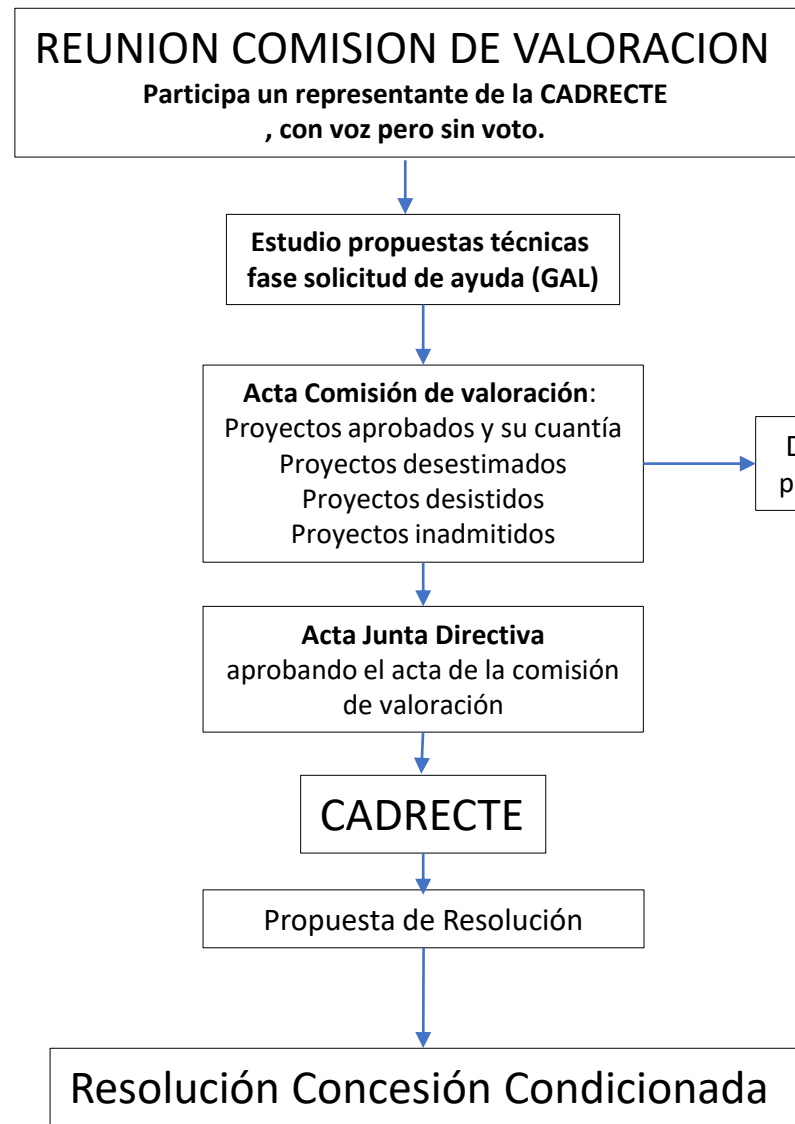 REUNION COMISION DE VALORACION
Participa un representante de la CADRECTE
, con voz pero sin voto.
Estudio propuestas técnicas
fase solicitud de ayuda (GAL)
Acta Comisión de valoración:
Proyectos aprobados y su cuantía
Proyectos desestimados
Proyectos desistidos
Proyectos inadmitidos
Acta Junta Directiva
aprobando el acta de la comisión
de valoración
CADRECTE
Propuesta de Resolución
Resolución Concesión Condicionada